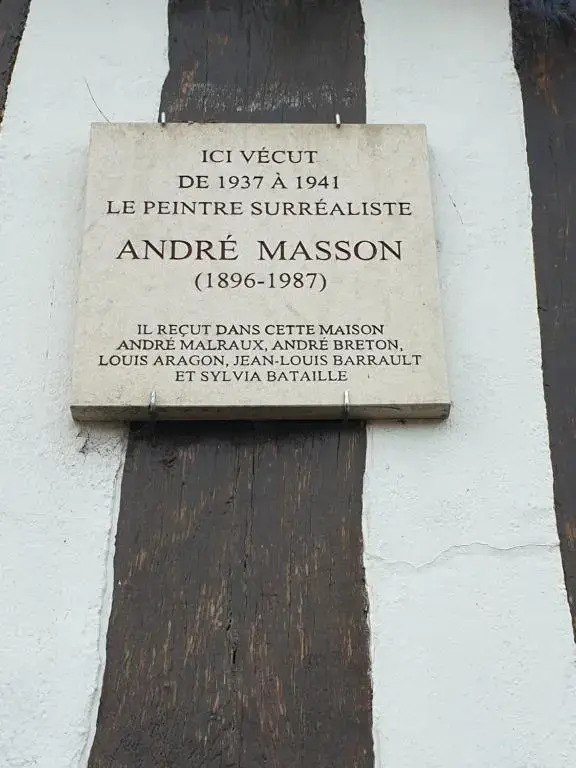 ICI VÉCUT
DE 1937 À 1941
LE PEINTRE SURRÉALISTE
ANDRÉ MASSON
(1896-1987)
IL REÇUT DANS CETTE MAISON
ANDRÉ MALRAUX, ANDRÉ BRETON,
LOUIS ARAGON, JEAN-LOUIS BARRAULT
ET SYLVIA BATAILLE